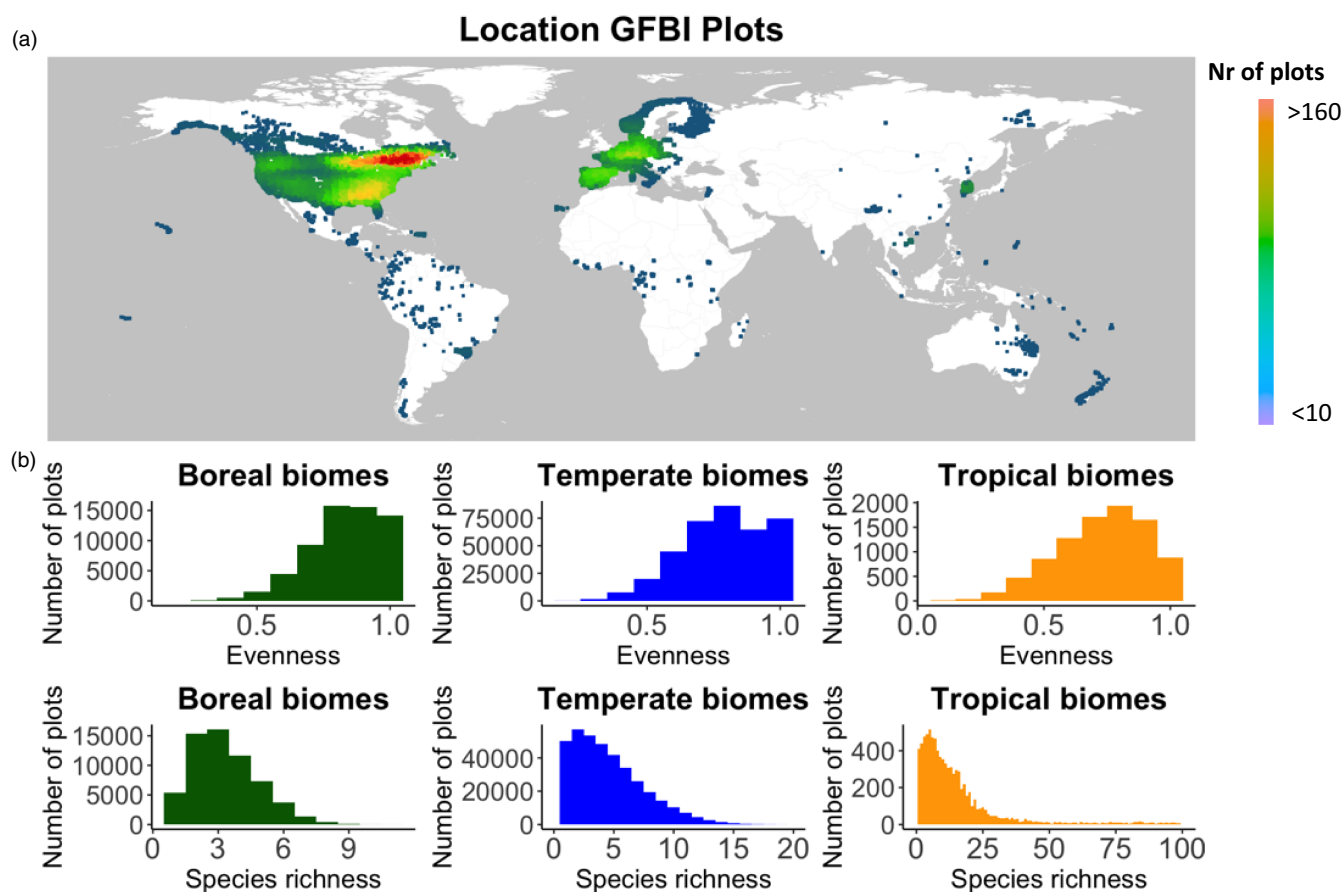 (a)
Location GFBI Plots
Nr of plots
>160
<10
(b)
Boreal biomes
Number of plots
15000
10000
5000
0
0.5
1.0
Evenness
Temperate biomes
Number of plots
75000
50000
25000
0
0.5
1.0
Evenness
Tropical biomes
Number of plots
2000
1500
1000
500
0
0.0
0.5
1.0
Evenness
Boreal biomes
Number of plots
15000
10000
5000
0
0
3
6
9
Species richness
Temperate biomes
Number of plots
40000
20000
0
0
5
10
15
20
Species richness
Tropical biomes
Number of plots
400
200
0
0
25
50
75
100
Species richness